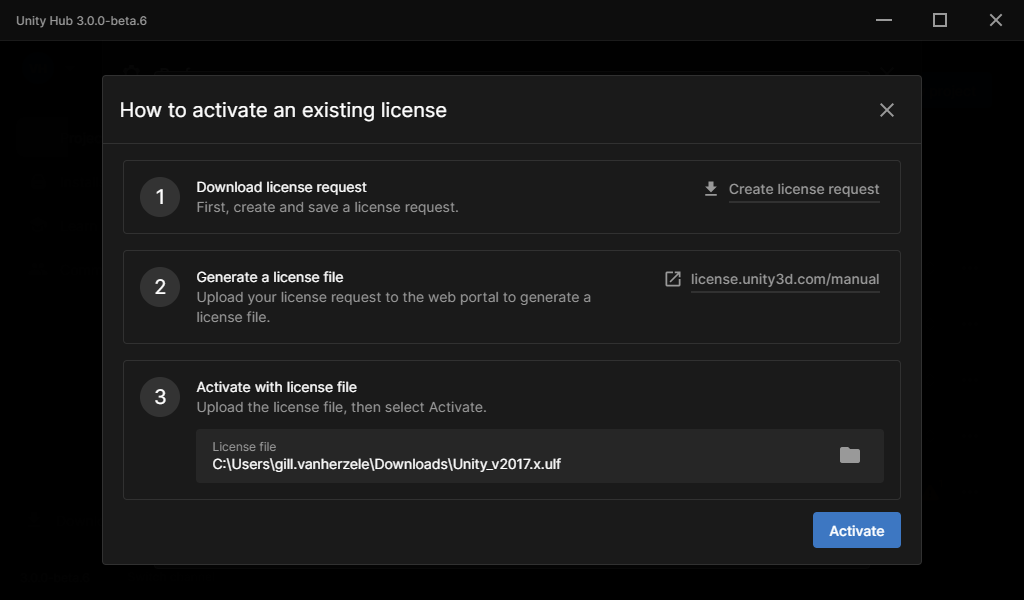 Unity Hub 3.0.0-beta.6
How to activate an existing license
1
Download license request
First, create and save a license request.
Create license request
2
Generate a license file
Upload your license request to the web portal to generate a
license file.
license.unity3d.com/manual
3
Activate with license file
Upload the license file, then select Activate.
License file
C:\Users\gill.vanherzele\Downloads\Unity_v2017.x.ulf
Activate